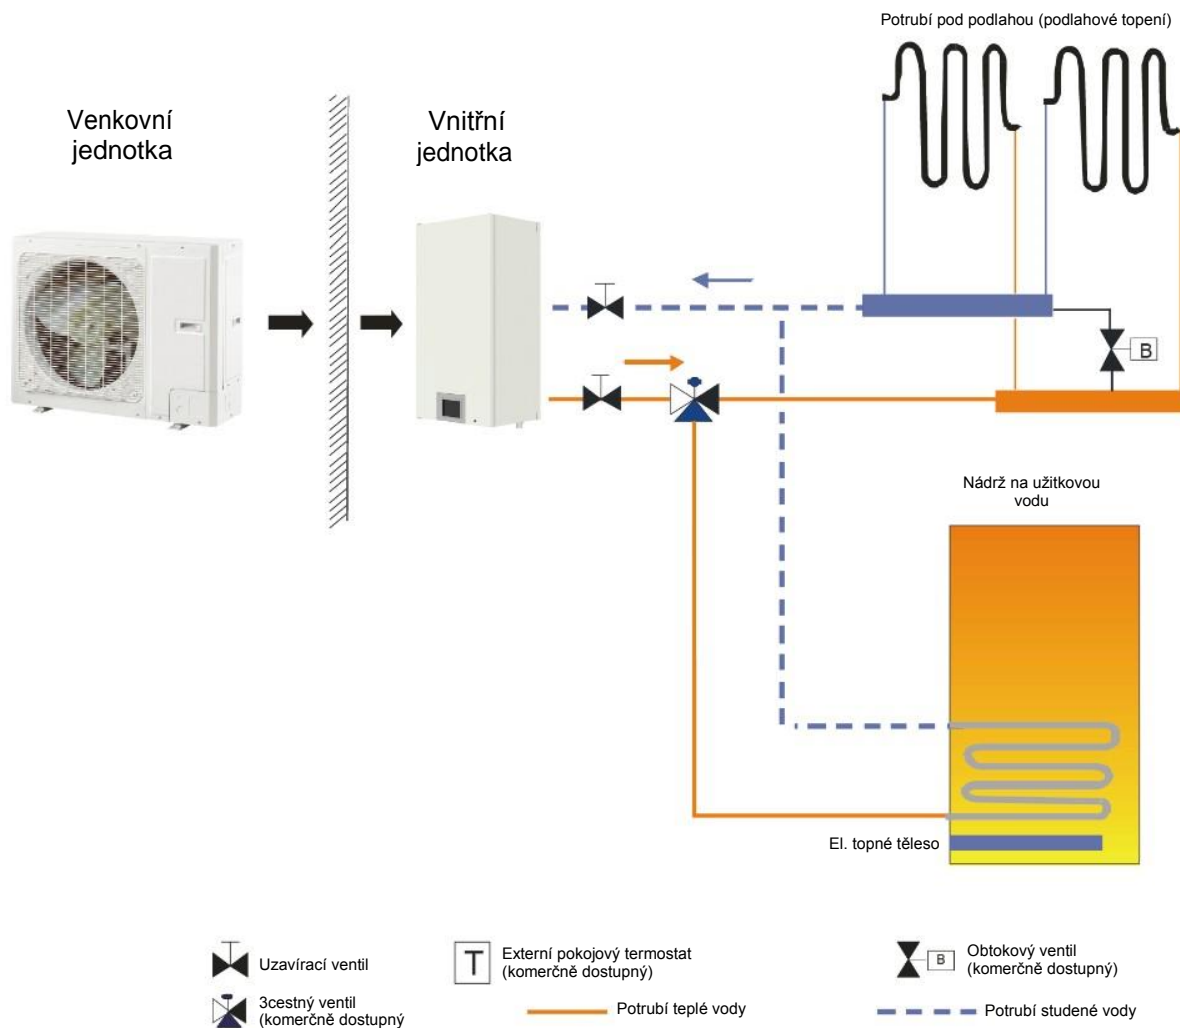 Potrubí pod podlahou (podlahové topení)
Venkovní
jednotka
Vnitřní
jednotka
B
Nádrž na užitkovou
vodu
El. topné těleso
Uzavírací ventil
T
Externí pokojový termostat
(komerčně dostupný)
B
Obtokový ventil
(komerčně dostupný)
3cestný ventil
(komerčně dostupný
Potrubí teplé vody
Potrubí studené vody